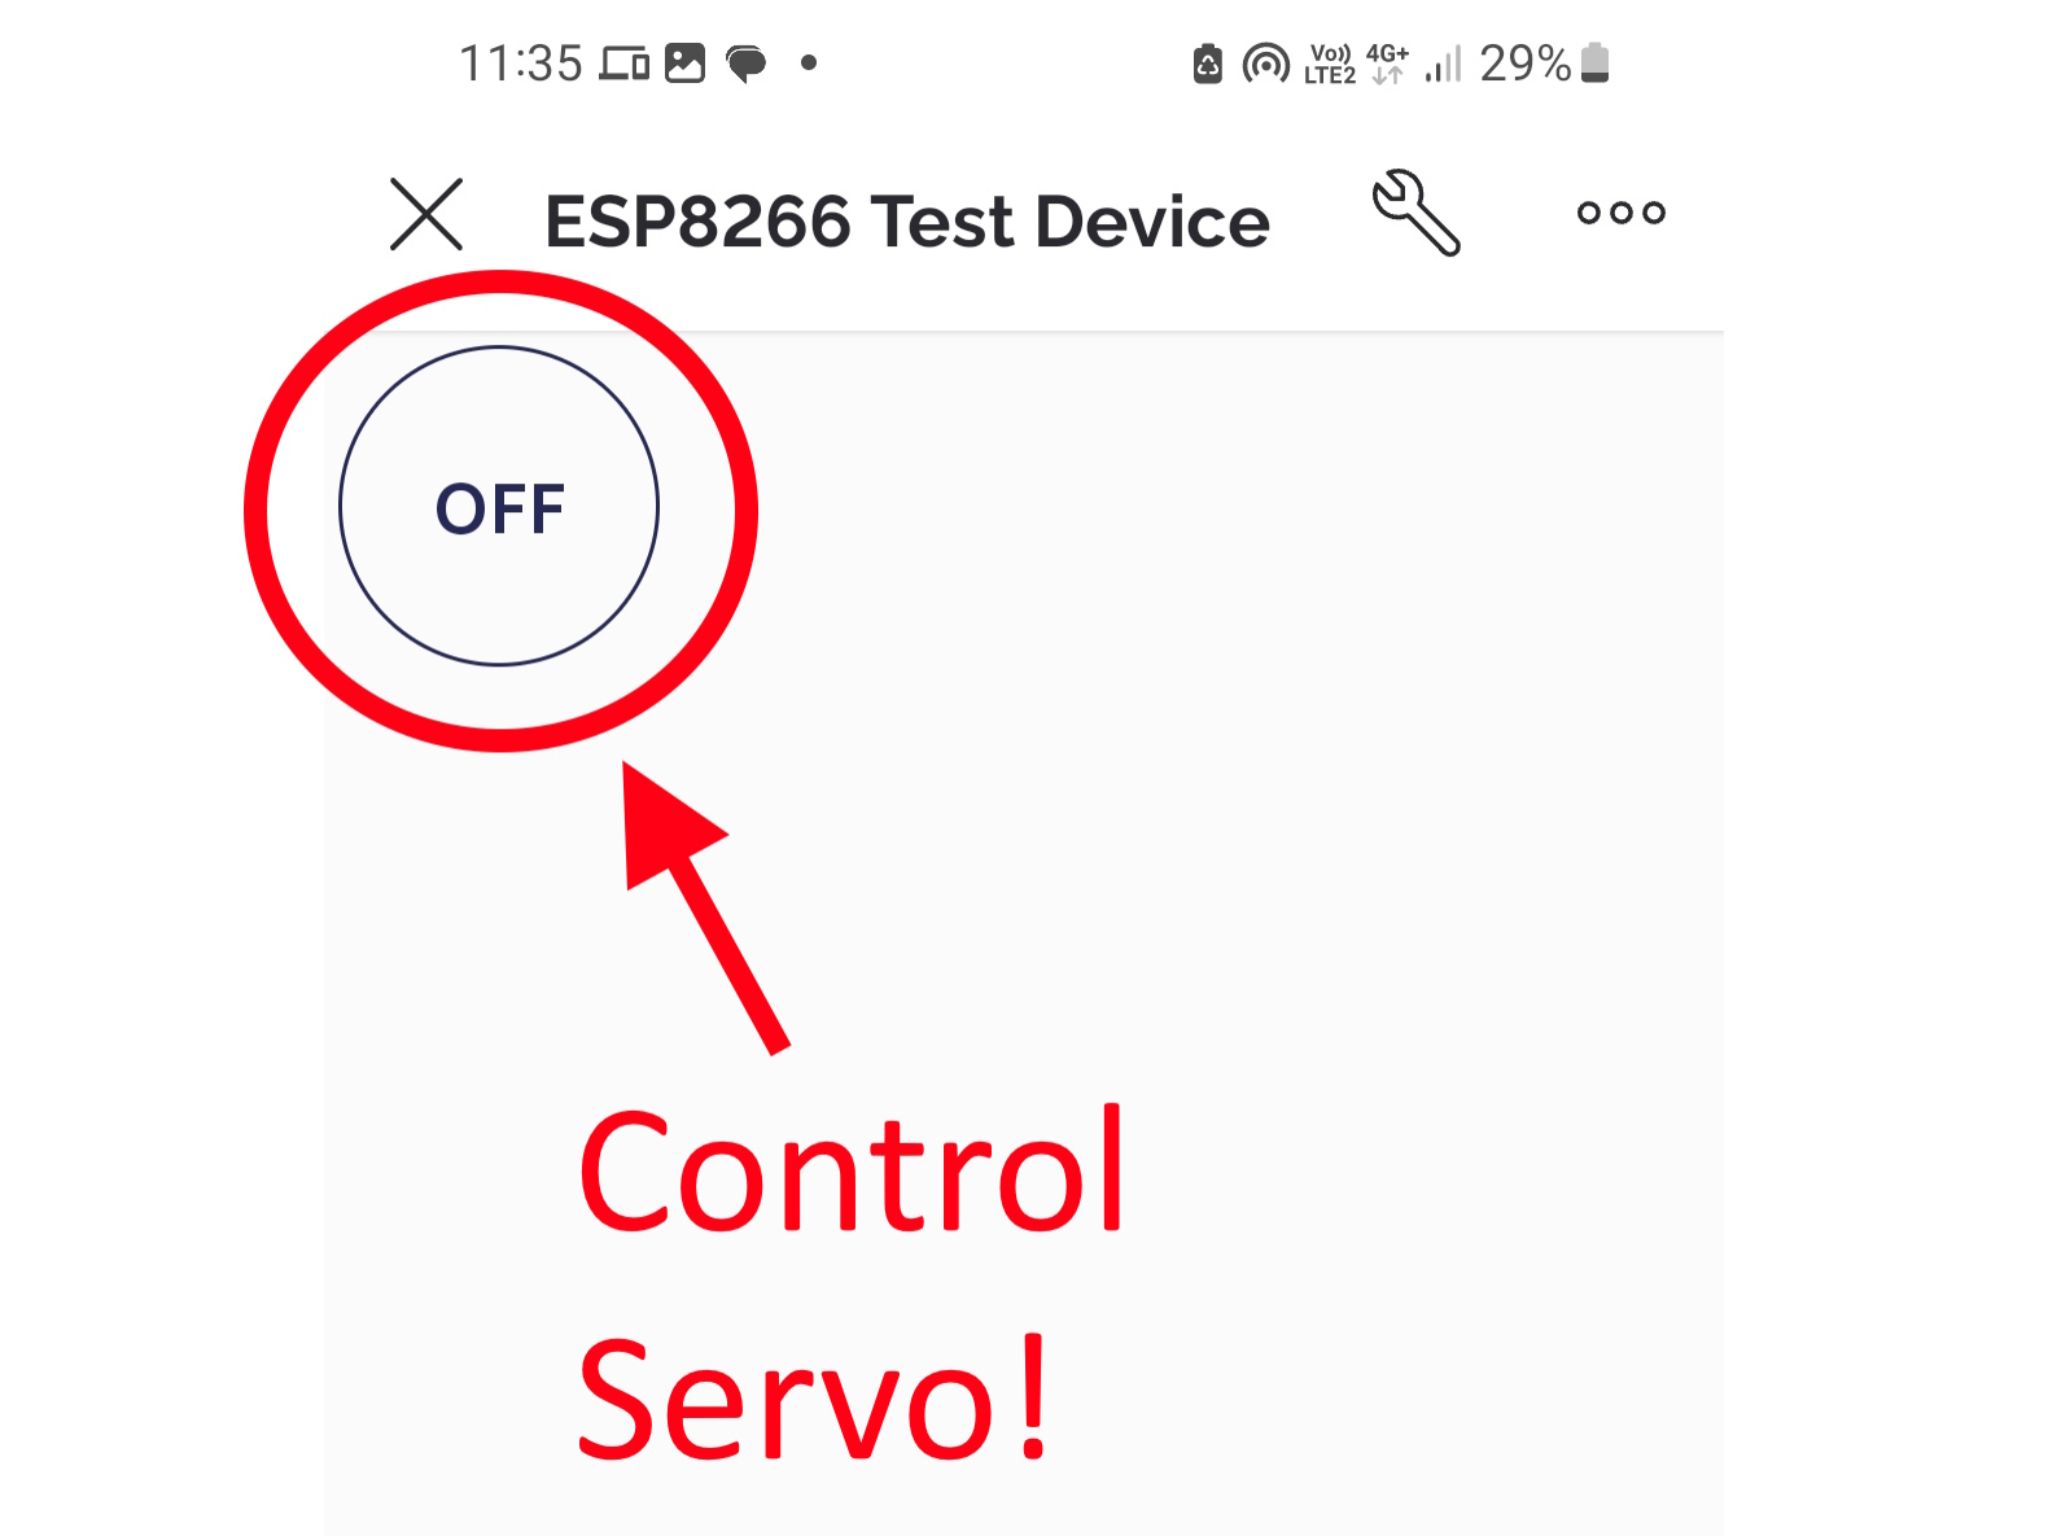 11:35 Vo)) LTE2 4G+ 29%
ESP8266 Test Device
OFF
Control
Servo!